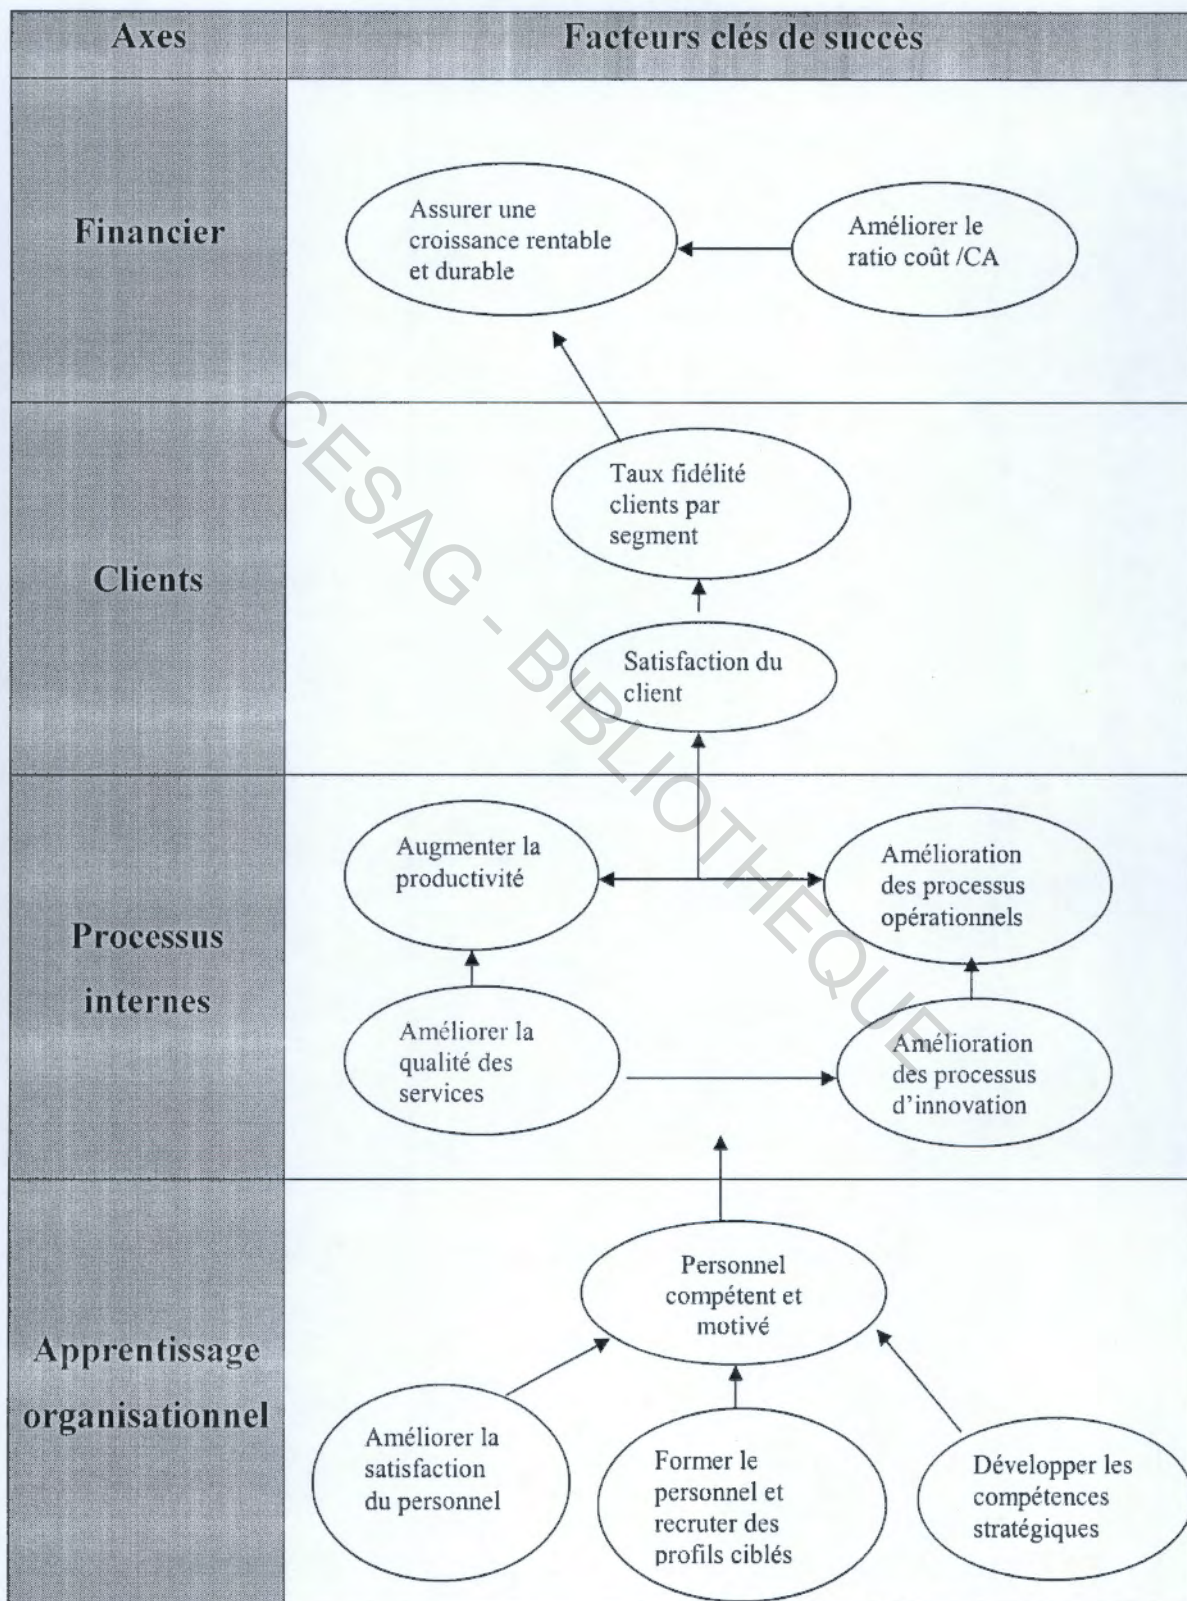 Axes
Facteurs clés de succès
Financier
Assurer une
croissance rentable
et durable
Améliorer le
ratio coût /CA
Clients
Taux fidélité
clients par
segment
Satisfaction du
client
Processus
internes
Augmenter la
productivité
Amélioration
des processus
opérationnels
Améliorer la
qualité des
services
Amélioration
des processus
d'innovation
Apprentissage
organisationnel
Personnel
compétent et
motivé
Améliorer la
satisfaction
du personnel
Former le
personnel et
recruter des
profils ciblés
Développer les
compétences
stratégiques
CESAG - BIBLIOTHEQUE